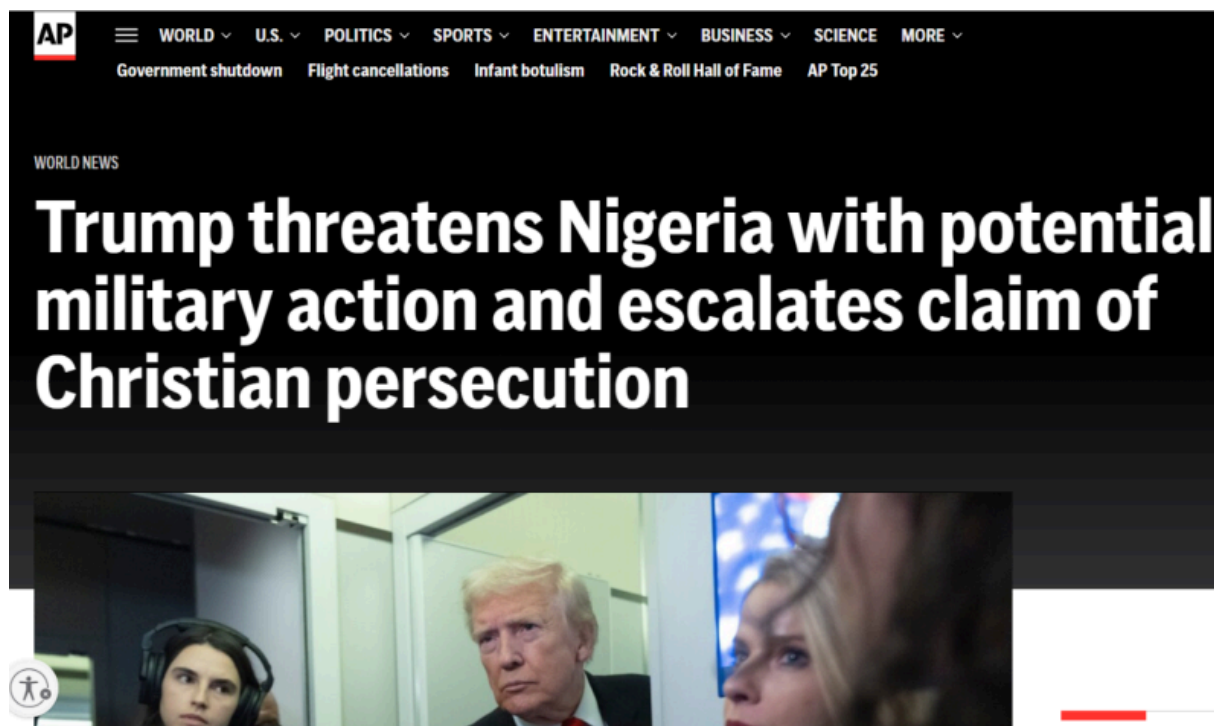 AP
WORLD U.S. POLITICS SPORTS ENTERTAINMENT BUSINESS SCIENCE MORE
Government shutdown Flight cancellations Infant botulism Rock & Roll Hall of Fame AP Top 25
WORLD NEWS
Trump threatens Nigeria with potential
military action and escalates claim of
Christian persecution